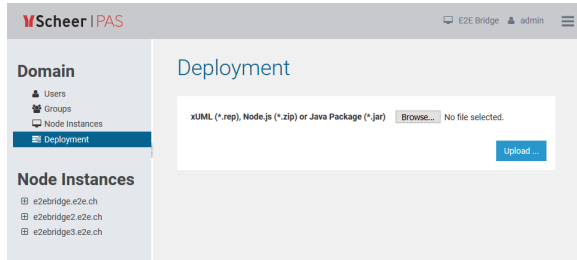 Scheer PAS
E2E Bridge admin
Domain
Users
Groups
Node Instances
Deployment
Node Instances
e2ebridge.e2e.ch
e2ebridge2.e2e.ch
e2ebridge3.e2e.ch
Deployment
xUML (*.rep), Node.js (*.zip) or Java Package (*.jar) Browse... No file selected.
Upload ...